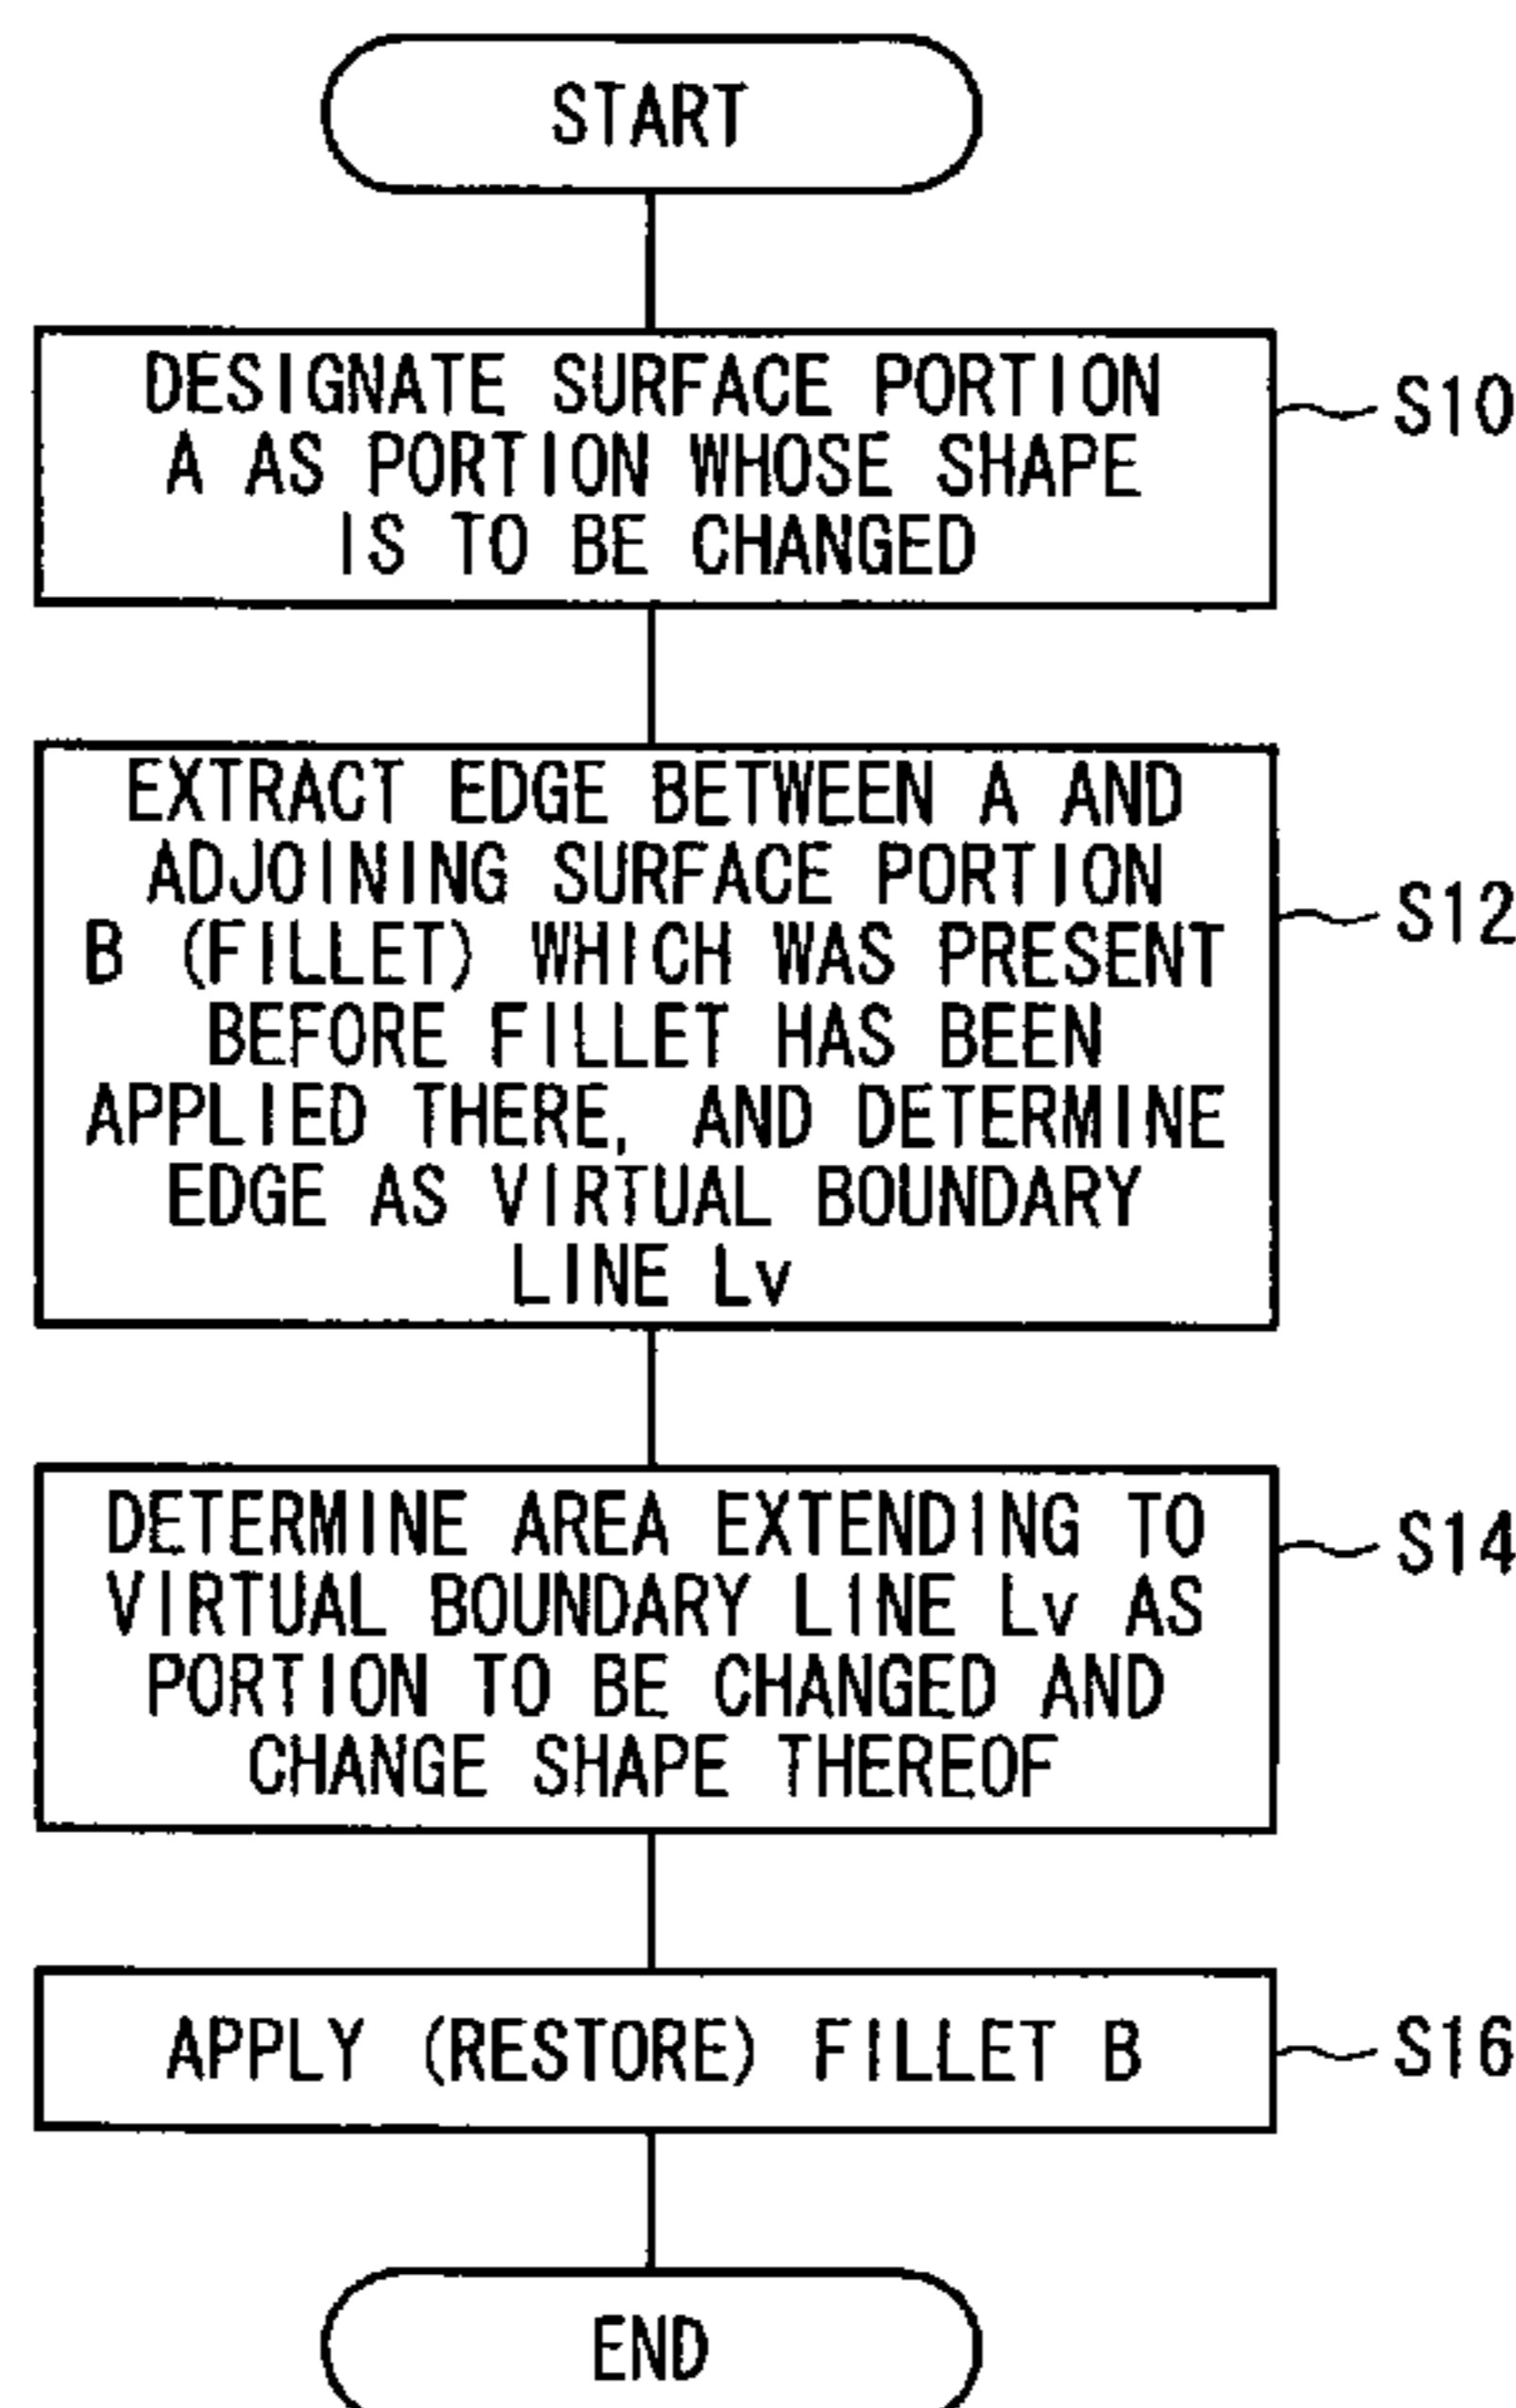 START
DESIGNATE SURFACE PORTION
A AS PORTION WHOSE SHAPE
IS TO BE CHANGED
S10
EXTRACT EDGE BETWEEN A AND
ADJOINING SURFACE PORTION
B (FILLET) WHICH WAS PRESENT
BEFORE FILLET HAS BEEN
APPLIED THERE, AND DETERMINE
EDGE AS VIRTUAL BOUNDARY
LINE Lv
S12
DETERMINE AREA EXTENDING TO
VIRTUAL BOUNDARY LINE Lv AS
PORTION TO BE CHANGED AND
CHANGE SHAPE THEREOF
S14
APPLY (RESTORE) FILLET B
S16
END